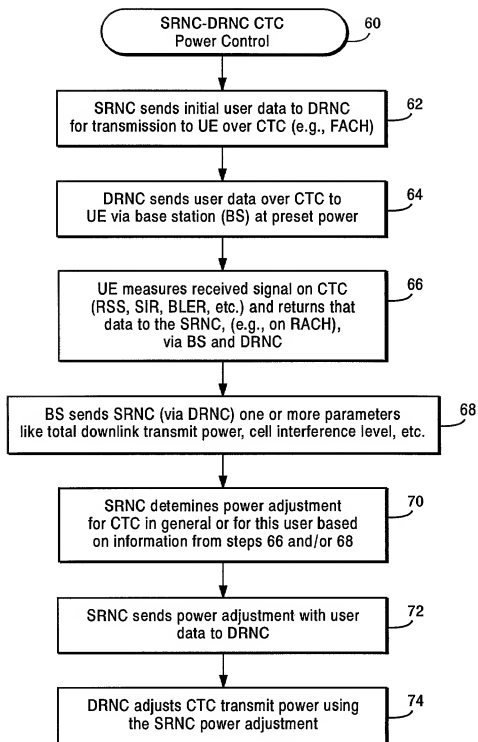 SRNC-DRNC CTC
Power Control
60
SRNC sends initial user data to DRNC
for transmission to UE over CTC (e.g., FACH)
62
DRNC sends user data over CTC to
UE via base station (BS) at preset power
64
UE measures received signal on CTC
(RSS, SIR, BLER, etc.) and returns that
data to the SRNC, (e.g., on RACH),
via BS and DRNC
66
BS sends SRNC (via DRNC) one or more parameters
like total downlink transmit power, cell interference level, etc.
68
SRNC detemines power adjustment
for CTC in general or for this user based
on information from steps 66 and/or 68
70
SRNC sends power adjustment with user
data to DRNC
72
DRNC adjusts CTC transmit power using
the SRNC power adjustment
74